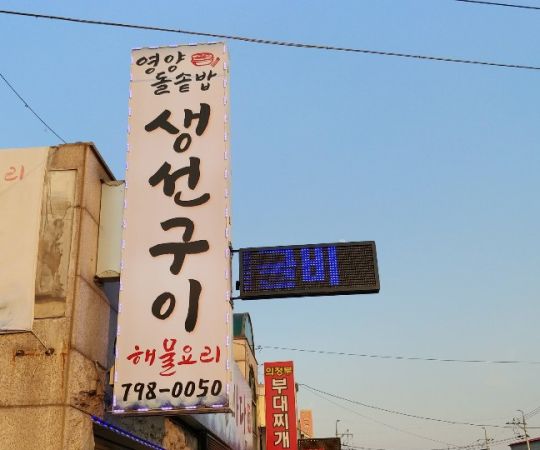 영양
돌솥밥
생선구이
해물요리
798-0050
갈비
의정부
부대찌개
리